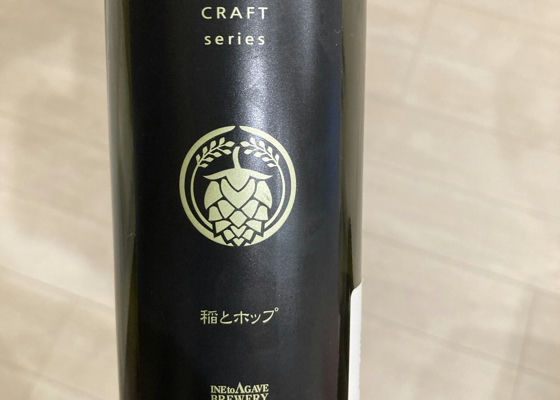 CRAFT
series
稲とホップ
INE to AGAVE
BREWERY